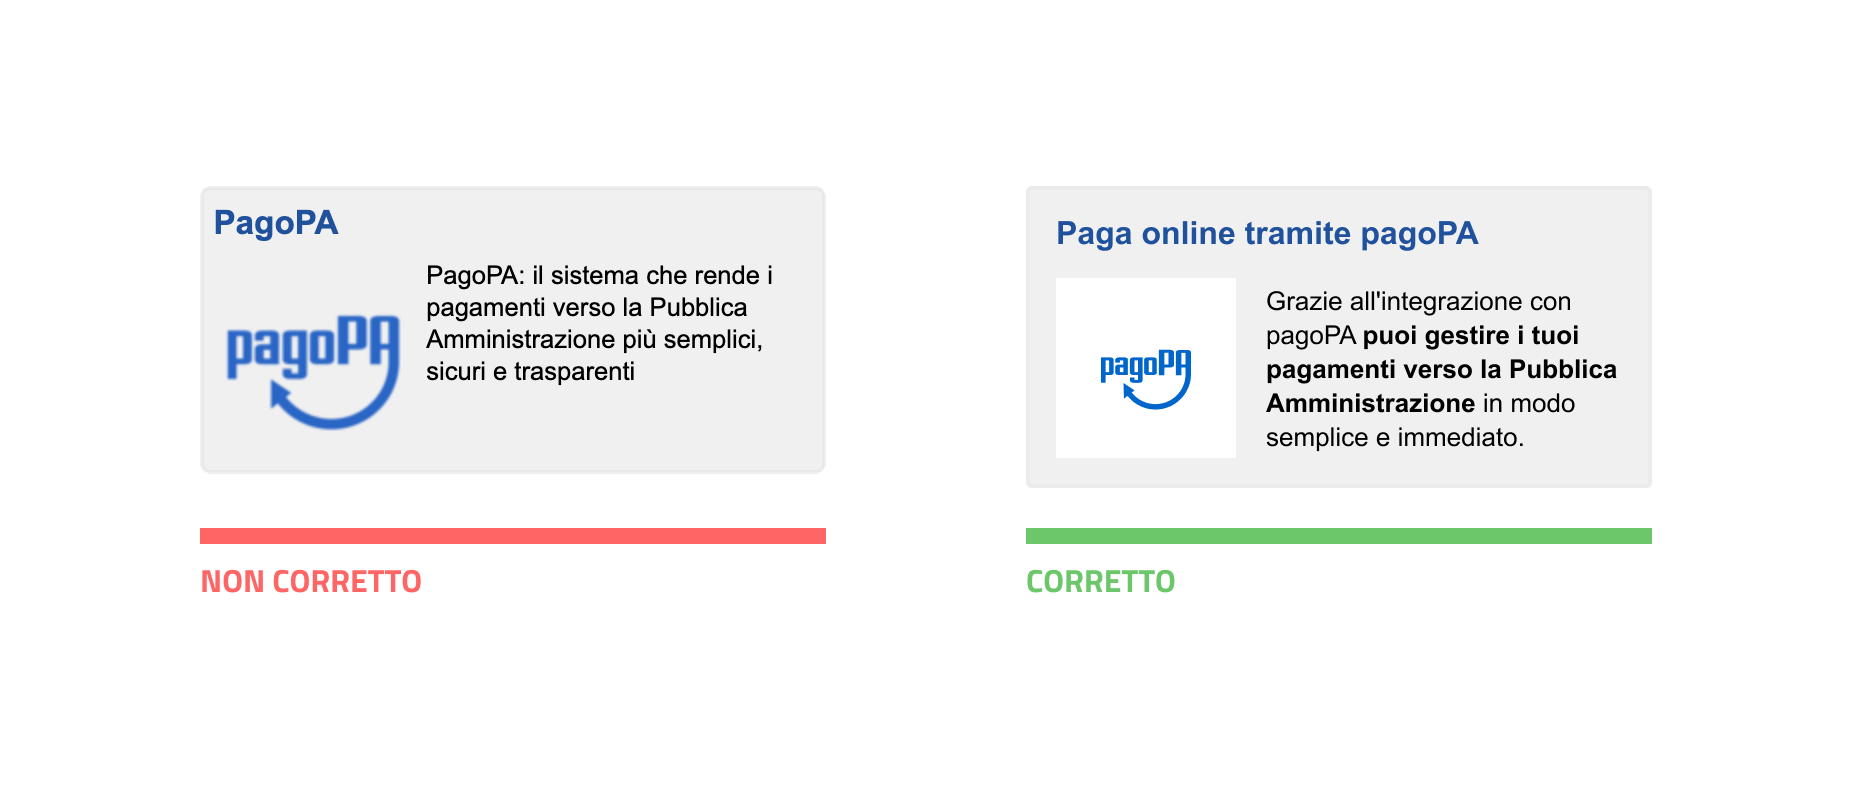 PagoPA
pagoPA
PagoPA: il sistema che rende i
pagamenti verso la Pubblica
Amministrazione più semplici,
sicuri e trasparenti
NON CORRETTO
Paga online tramite pagoPA
pagoPA
Grazie all'integrazione con
pagoPA puoi gestire i tuoi
pagamenti verso la Pubblica
Amministrazione in modo
semplice e immediato.
CORRETTO